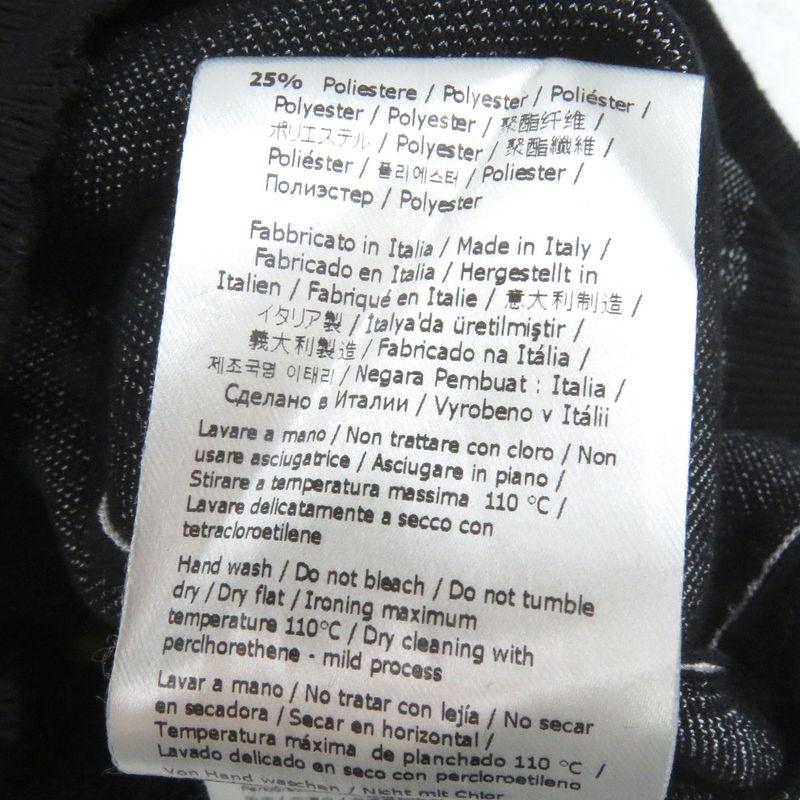 25% Poliestere / Polyester / Poliéster /
Polyester / Polyester / 聚酯纤维 /
ポリエステル / Polyester / 聚酯纖維 /
Poliéster / 폴리에스터 / Poliester /
Полиэстер / Polyester
Fabbricato in Italia / Made in Italy /
Fabricado en Italia / Hergestellt in
Italien / Fabriqué en Italie / 意大利制造 /
イタリア製 / İtalya'da üretilmiştir /
義大利製造 / Fabricado na Itália /
제조국명 이태리 / Negara Pembuat : Italia /
Сделано в Италии / Vyrobeno v Itálii
Lavare a mano / Non trattare con cloro / Non
usare asciugatrice / Asciugare in piano /
Stirare a temperatura massima 110 °C /
Lavare delicatamente a secco con
tetracloroetilene
Hand wash / Do not bleach / Do not tumble
dry / Dry flat / Ironing maximum
temperature 110°C / Dry cleaning with
perclhorethene - mild process
Lavar a mano / No tratar con lejía / No secar
en secadora / Secar en horizontal /
Temperatura máxima de planchado 110 °C /
Lavado delicado en seco con percloroetileno
Von Hand waschen / Nicht mit Chlor